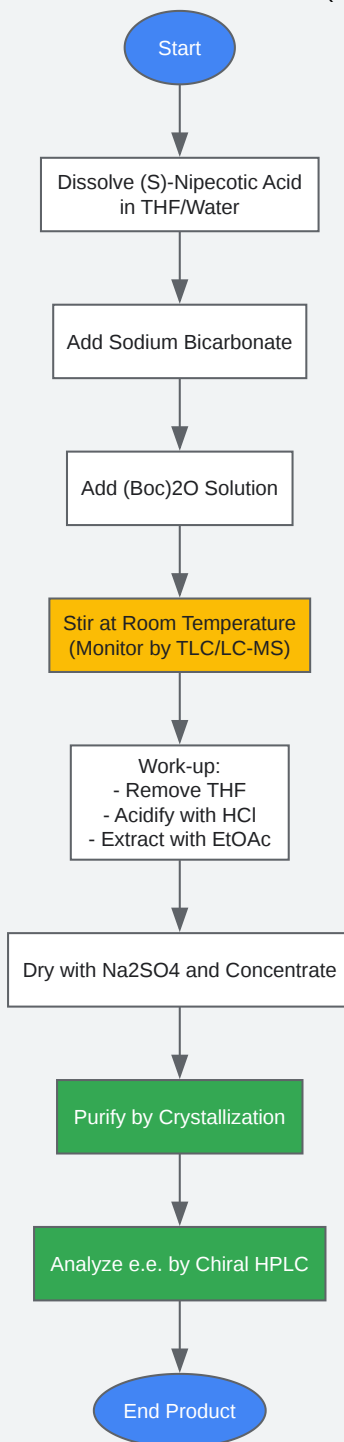 Start
Dissolve (S)-Nipecotic Acid
in THF/Water
Add Sodium Bicarbonate
Add (Boc)2O Solution
Stir at Room Temperature
(Monitor by TLC/LC-MS)
Work-up:
- Remove THF
- Acidify with HCl
- Extract with EtOAc
Dry with Na2SO4 and Concentrate
Purify by Crystallization
Analyze e.e. by Chiral HPLC
End Product